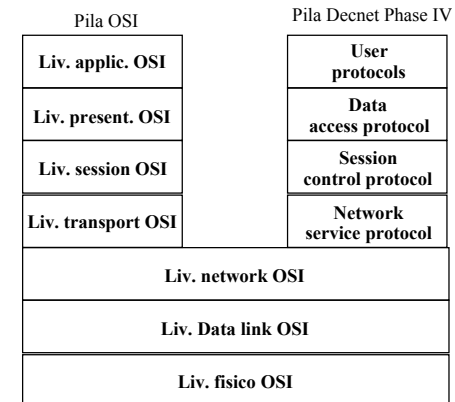 Pila OSI
Pila Decnet Phase IV
Liv. applic. OSI
User
protocols
Liv. present. OSI
Data
access protocol
Liv. session OSI
Session
control protocol
Liv. transport OSI
Network
service protocol
Liv. network OSI
Liv. Data link OSI
Liv. fisico OSI